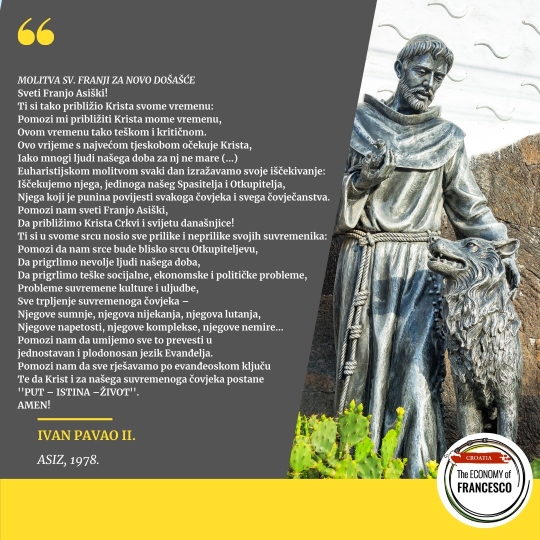 MOLITVA SV. FRANJI ZA NOVO DOŠAŠĆE
Sveti Franjo Asiški!
Ti si tako približio Krista svome vremenu:
Pomozi mi približiti Krista mome vremenu,
Ovom vremenu tako teškom i kritičnom.
Ovo vrijeme s najvećom tjeskobom očekuje Krista,
Iako mnogi ljudi našega doba za nj ne mare (...)
Euharistijskom molitvom svaki dan izražavamo svoje iščekivanje:
Iščekujemo njega, jedinoga našeg Spasitelja i Otkupitelja,
Njega koji je punina povijesti svakoga čovjeka i svega čovječanstva.
Pomozi nam sveti Franjo Asiški,
Da približimo Krista Crkvi i svijetu današnjice!
Ti si u svome srcu nosio sve prilike i neprilike svojih suvremenika:
Pomozi da nam srce bude blisko srcu Otkupiteljevu,
Da prigrlimo nevolje ljudi našega doba,
Da prigrlimo teške socijalne, ekonomske i političke probleme,
Probleme suvremene kulture i uljudbe,
Sve trpljenje suvremenoga čovjeka –
Njegove sumnje, njegova nijekanja, njegova lutanja,
Njegove napetosti, njegove komplekse, njegove nemire...
Pomozi nam da umijemo sve to prevesti u
jednostavan i plodonosan jezik Evanđelja.
Pomozi nam da sve rješavamo po evanđeoskom ključu
Te da Krist i za našega suvremenoga čovjeka postane
''PUT – ISTINA –ŽIVOT''.
AMEN!
IVAN PAVAO II.
ASIZ, 1978.
CROATIA
The ECONOMY of
FRANCESCO